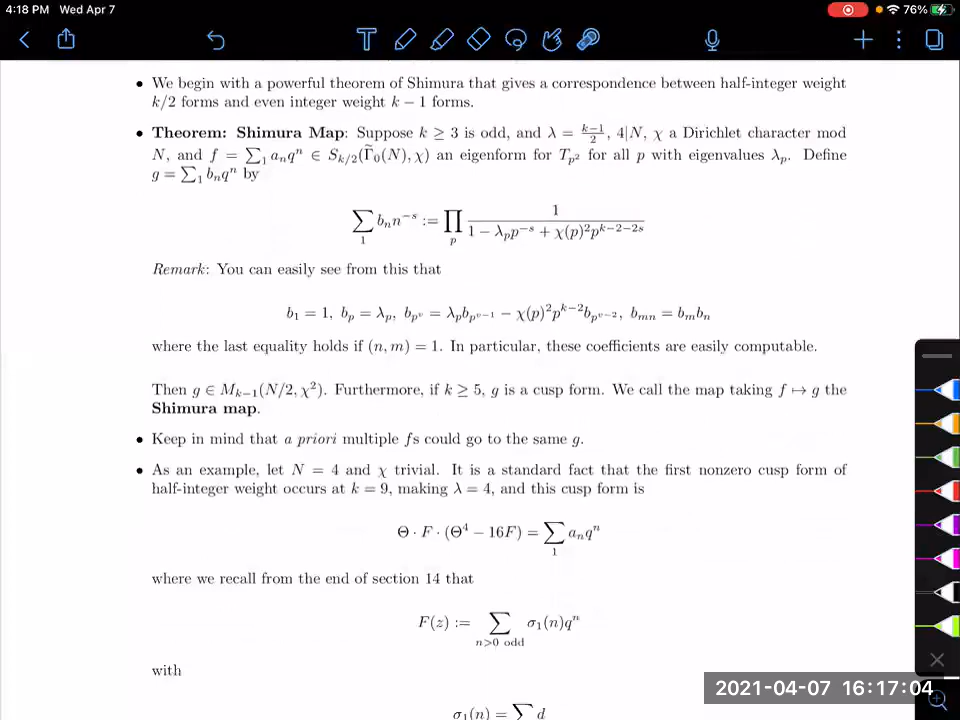 4:18 PM Wed Apr 7
76%
• We begin with a powerful theorem of Shimura that gives a correspondence between half-integer weight
k/2 forms and even integer weight k − 1 forms.
• Theorem: Shimura Map: Suppose k ≥ 3 is odd, and λ = (k−1)/2, 4|N, χ a Dirichlet character mod
N, and f = ∑₁ aₙqⁿ ∈ S_{k/2}(Γ̃₀(N), χ) an eigenform for T_{p²} for all p with eigenvalues λₚ. Define
g = ∑₁ bₙqⁿ by
∑₁ bₙn^{−s} := ∏ₚ 1/(1 − λₚp^{−s} + χ(p)²p^{k−2−2s})
Remark: You can easily see from this that
b₁ = 1, bₚ = λₚ, b_{p^v} = λₚb_{p^{v−1}} − χ(p)²p^{k−2}b_{p^{v−2}}, b_{mn} = b_m b_n
where the last equality holds if (n, m) = 1. In particular, these coefficients are easily computable.
Then g ∈ M_{k−1}(N/2, χ²). Furthermore, if k ≥ 5, g is a cusp form. We call the map taking f ↦ g the
Shimura map.
• Keep in mind that a priori multiple fs could go to the same g.
• As an example, let N = 4 and χ trivial. It is a standard fact that the first nonzero cusp form of
half-integer weight occurs at k = 9, making λ = 4, and this cusp form is
Θ · F · (Θ⁴ − 16F) = ∑₁ aₙqⁿ
where we recall from the end of section 14 that
F(z) := ∑_{n>0 odd} σ₁(n)qⁿ
with
σ₁(n) = ∑ d
2021-04-07 16:17:04